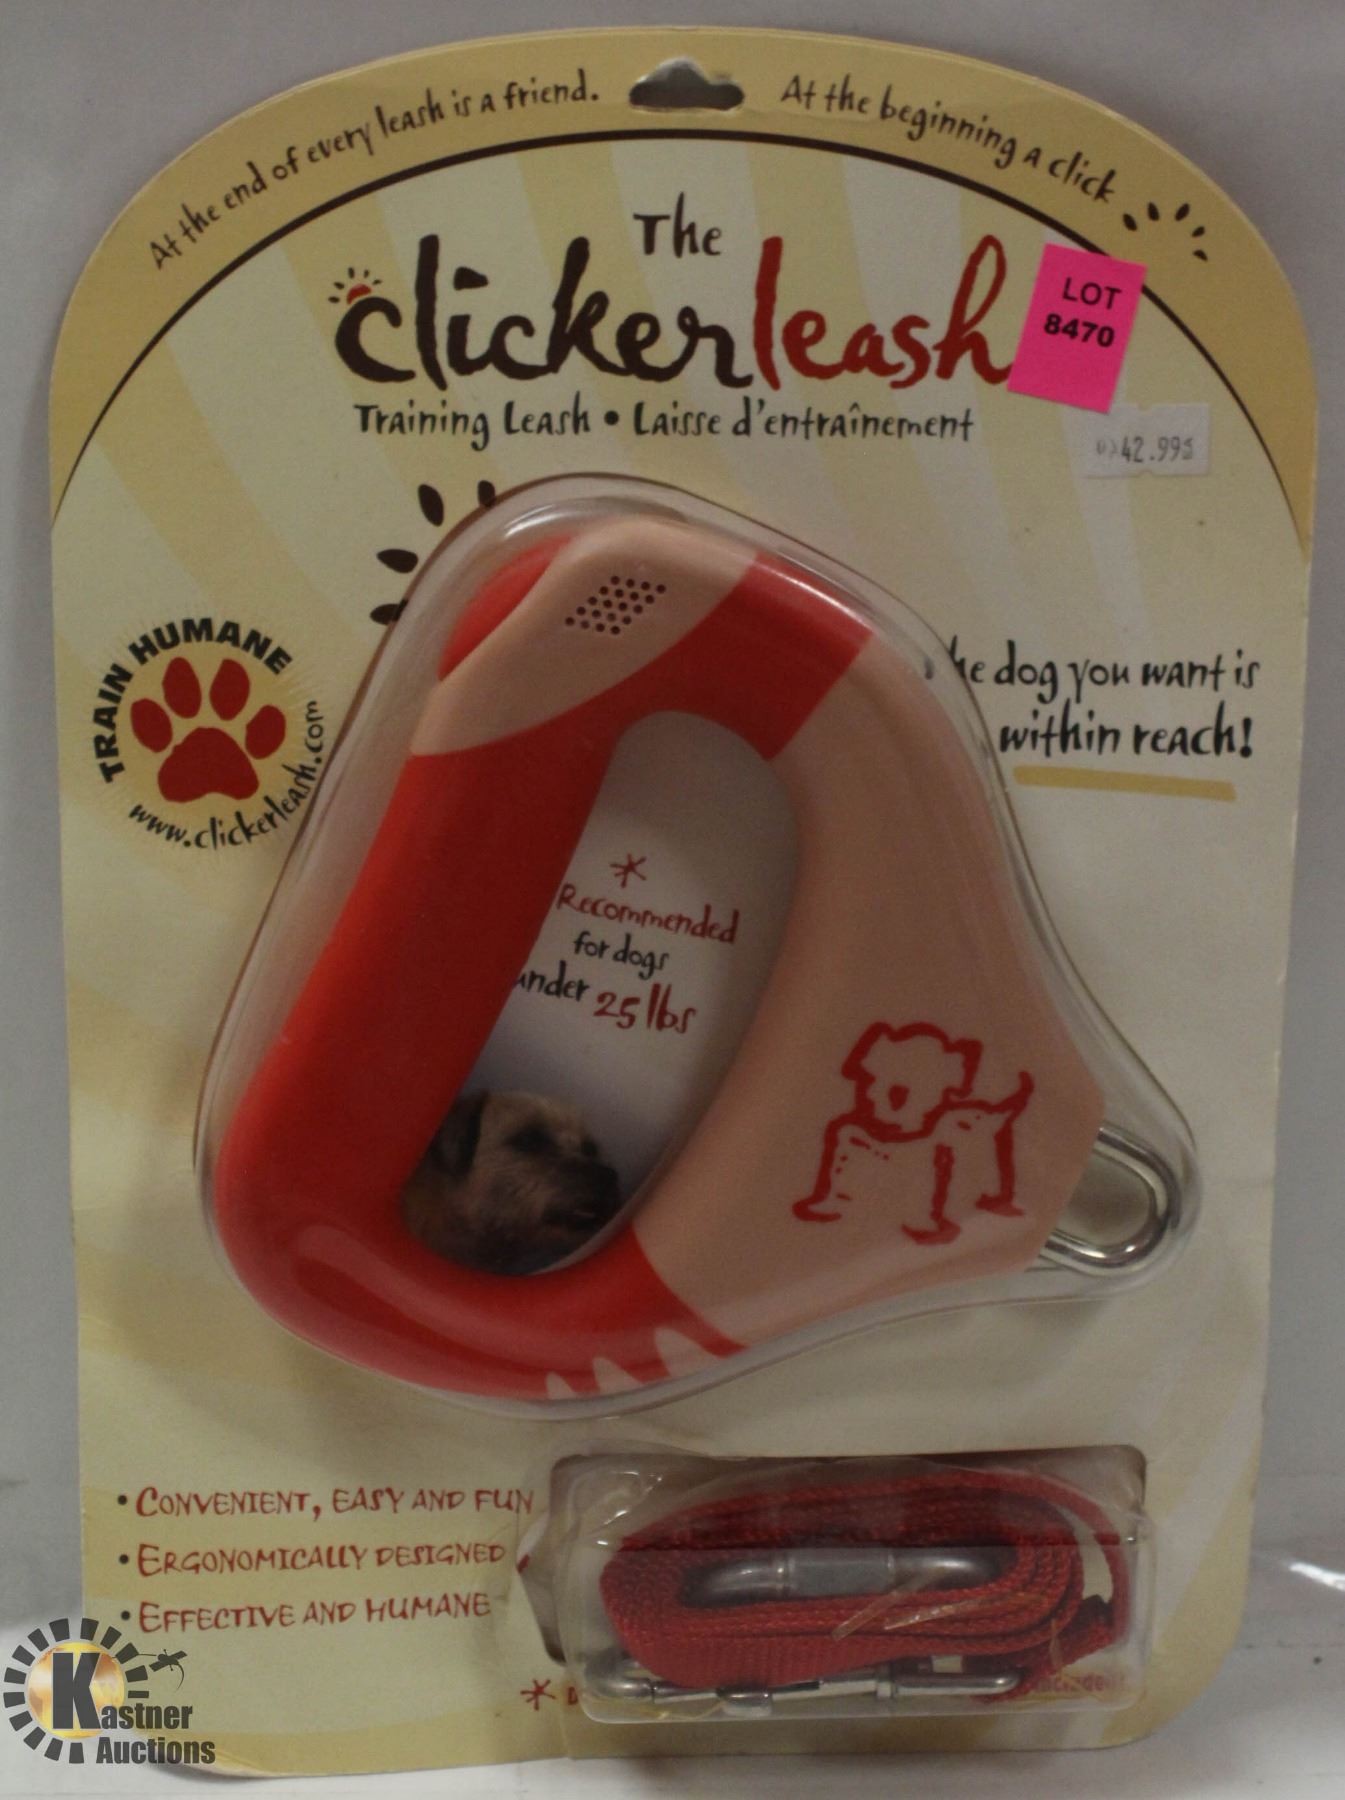 At the end of every leash is a friend.
At the beginning a click
The
clickerleash
Training Leash • Laisse d'entraînement
LOT
8470
42.99
TRAIN HUMANE
www.clickerleash.com
dog you want is
within reach!
*
Recommended
for dogs
under 25 lbs
• CONVENIENT, EASY AND FUN
• ERGONOMICALLY DESIGNED
• EFFECTIVE AND HUMANE
*
Kastner
Auctions